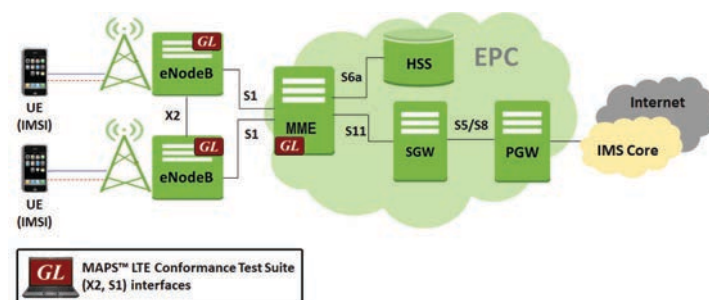 GL
eNodeB
UE
(IMSI)
S1
X2
S1
GL
eNodeB
UE
(IMSI)
MME
GL
S6a
HSS
EPC
S11
SGW
S5/S8
PGW
Internet
IMS Core
GL
MAPS™ LTE Conformance Test Suite
(X2, S1) interfaces